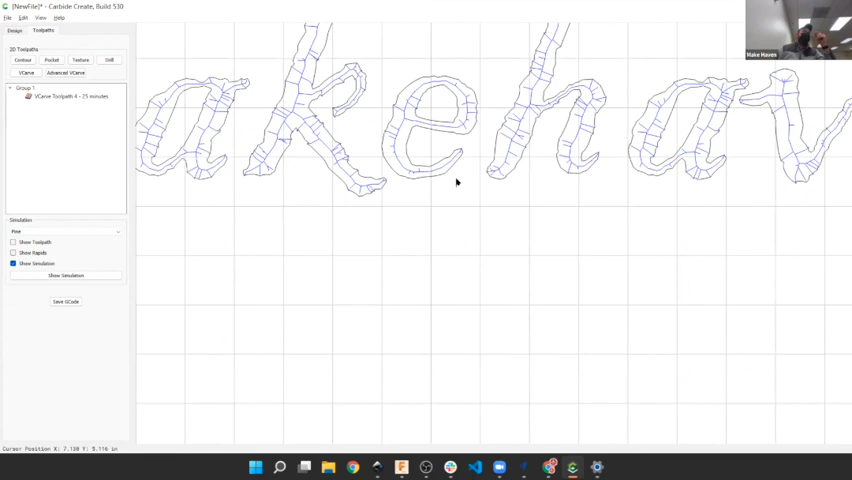 [NewFile]* - Carbide Create, Build 530
File Edit View Help
Design Toolpaths
2D Toolpaths
Contour Pocket Texture Drill
VCarve Advanced VCarve
Group 1
VCarve Toolpath 4 - 25 minutes
Simulation
Pine
Show Toolpath
Show Rapids
Show Simulation
Show Simulation
Save GCode
akehav
Make Haven
Cursor Position X: 7.130 Y: 5.116 in